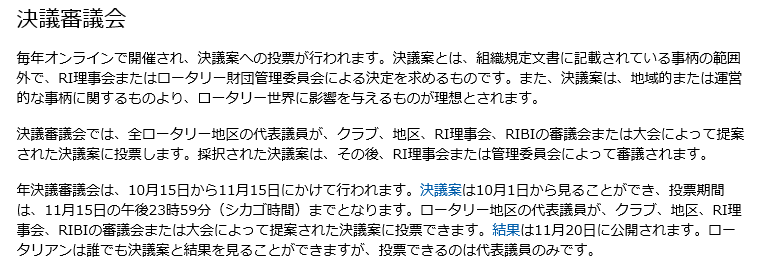 決議審議会
毎年オンラインで開催され、決議案への投票が行われます。決議案とは、組織規定文書に記載されている事柄の範囲
外で、RI理事会またはロータリー財団管理委員会による決定を求めるものです。また、決議案は、地域的または運営
的な事柄に関するものより、ロータリー世界に影響を与えるものが理想とされます。
決議審議会では、全ロータリー地区の代表議員が、クラブ、地区、RI理事会、RIBIの審議会または大会によって提案
された決議案に投票します。採択された決議案は、その後、RI理事会または管理委員会によって審議されます。
年決議審議会は、10月15日から11月15日にかけて行われます。決議案は10月1日から見ることができ、投票期間
は、11月15日の午後23時59分（シカゴ時間）までとなります。ロータリー地区の代表議員が、クラブ、地区、RI理
事会、RIBIの審議会または大会によって提案された決議案に投票できます。結果は11月20日に公開されます。ロー
タリアンは誰でも決議案と結果を見ることができますが、投票できるのは代表議員のみです。